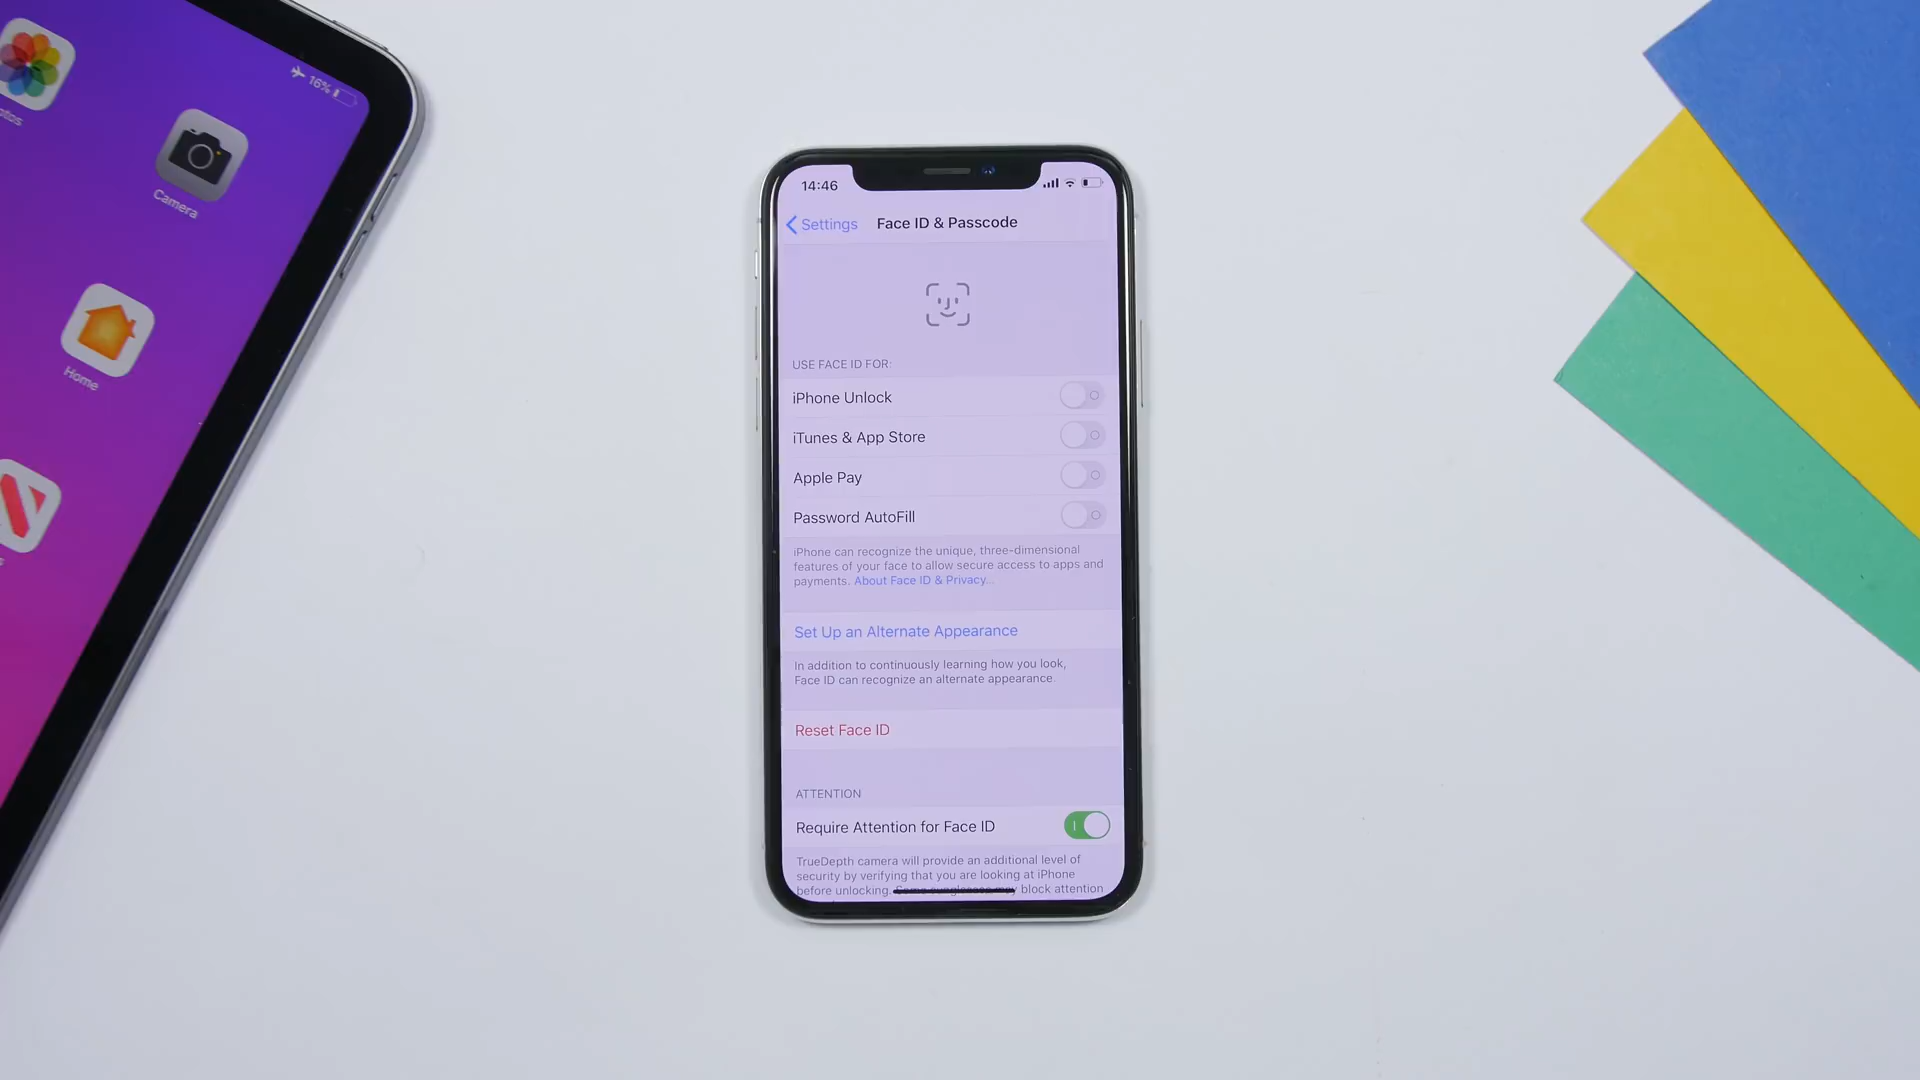 16%
Camera
Home
14:46
Settings
Face ID & Passcode
USE FACE ID FOR:
iPhone Unlock
iTunes & App Store
Apple Pay
Password AutoFill
iPhone can recognize the unique, three-dimensional
features of your face to allow secure access to apps and
payments. About Face ID & Privacy...
Set Up an Alternate Appearance
In addition to continuously learning how you look,
Face ID can recognize an alternate appearance.
Reset Face ID
ATTENTION
Require Attention for Face ID
TrueDepth camera will provide an additional level of
security by verifying that you are looking at iPhone
before unlocking. Some sunglasses may block attention